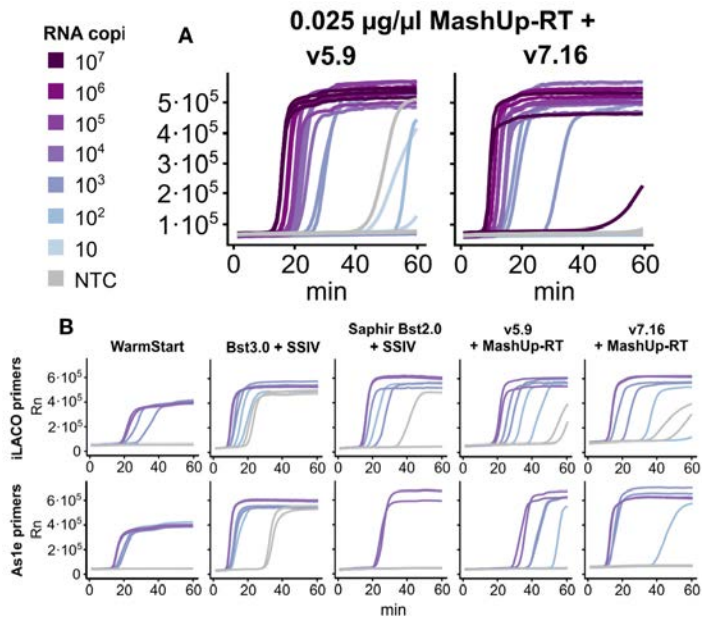 RNA copi
10⁷
10⁶
10⁵
10⁴
10³
10²
10
NTC
A
0.025 µg/µl MashUp-RT +
v5.9
v7.16
5·10⁵
4·10⁵
3·10⁵
2·10⁵
1·10⁵
0 20 40 60
0 20 40 60
min
min
B
WarmStart
Bst3.0 + SSIV
Saphir Bst2.0
+ SSIV
v5.9
+ MashUp-RT
v7.16
+ MashUp-RT
iLACO primers
Rn
6·10⁵
4·10⁵
2·10⁵
0
0 20 40 60
0 20 40 60
0 20 40 60
0 20 40 60
0 20 40 60
As1e primers
Rn
6·10⁵
4·10⁵
2·10⁵
0
0 20 40 60
0 20 40 60
0 20 40 60
0 20 40 60
0 20 40 60
min